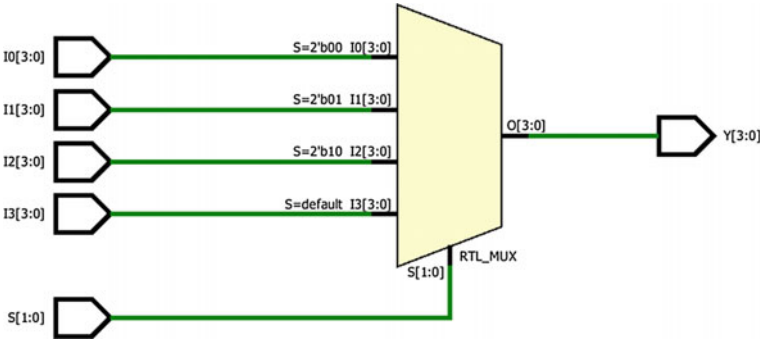 I0[3:0] S=2'b00 I0[3:0]
I1[3:0] S=2'b01 I1[3:0]
O[3:0] Y[3:0]
I2[3:0] S=2'b10 I2[3:0]
I3[3:0] S=default I3[3:0]
RTL_MUX
S[1:0]
S[1:0]